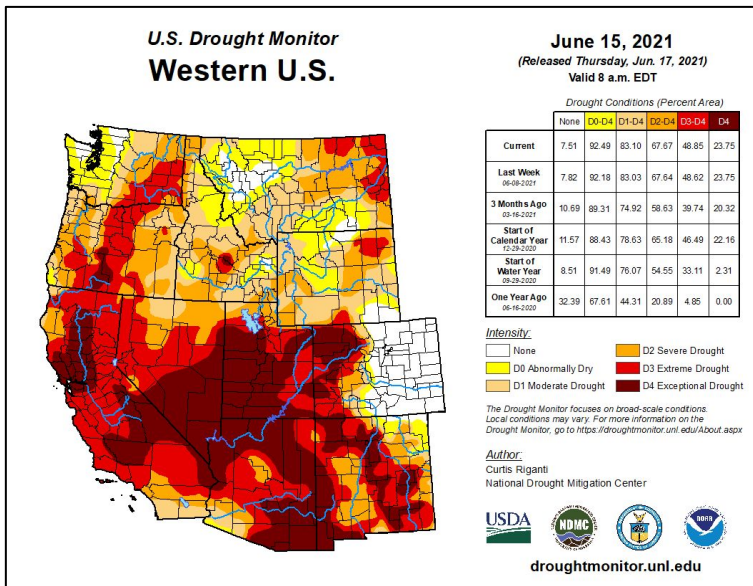 U.S. Drought Monitor
Western U.S.
June 15, 2021
(Released Thursday, Jun. 17, 2021)
Valid 8 a.m. EDT
Drought Conditions (Percent Area)
None D0-D4 D1-D4 D2-D4 D3-D4 D4
Current 7.51 92.49 83.10 67.67 48.85 23.75
Last Week
06-08-2021 7.82 92.18 83.03 67.64 48.62 23.75
3 Months Ago
03-16-2021 10.69 89.31 74.92 58.63 39.74 20.32
Start of
Calendar Year
12-29-2020 11.57 88.43 78.63 65.18 46.49 22.16
Start of
Water Year
09-29-2020 8.51 91.49 76.07 54.55 33.11 2.31
One Year Ago
06-16-2020 32.39 67.61 44.31 20.89 4.85 0.00
Intensity:
None
D0 Abnormally Dry
D1 Moderate Drought
D2 Severe Drought
D3 Extreme Drought
D4 Exceptional Drought
The Drought Monitor focuses on broad-scale conditions.
Local conditions may vary. For more information on the
Drought Monitor, go to https://droughtmonitor.unl.edu/About.aspx
Author:
Curtis Riganti
National Drought Mitigation Center
USDA
NDMC
NOAA
droughtmonitor.unl.edu